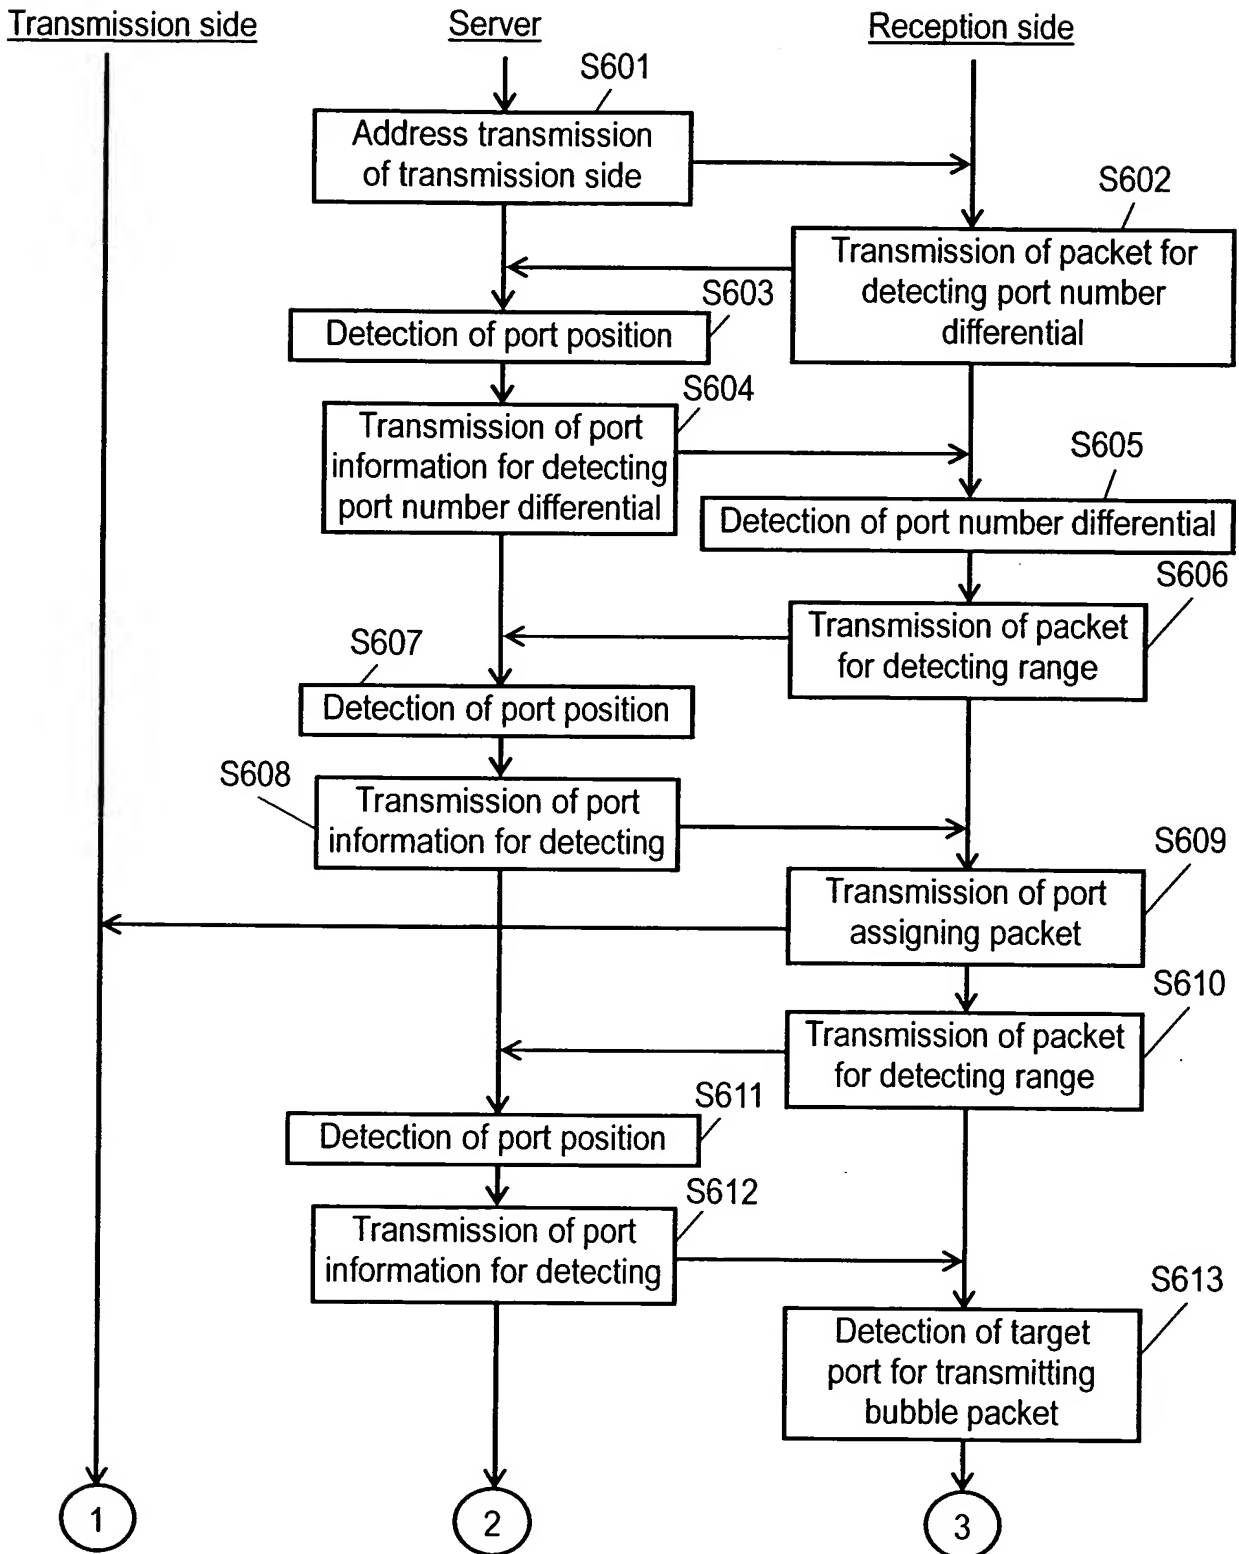 Transmission side
Server
Reception side
S601
Address transmission
of transmission side
S602
Transmission of packet for
detecting port number
differential
S603
Detection of port position
S604
Transmission of port
information for detecting
port number differential
S605
Detection of port number differential
S606
Transmission of packet
for detecting range
S607
Detection of port position
S608
Transmission of port
information for detecting
S609
Transmission of port
assigning packet
S610
Transmission of packet
for detecting range
S611
Detection of port position
S612
Transmission of port
information for detecting
S613
Detection of target
port for transmitting
bubble packet
1
2
3